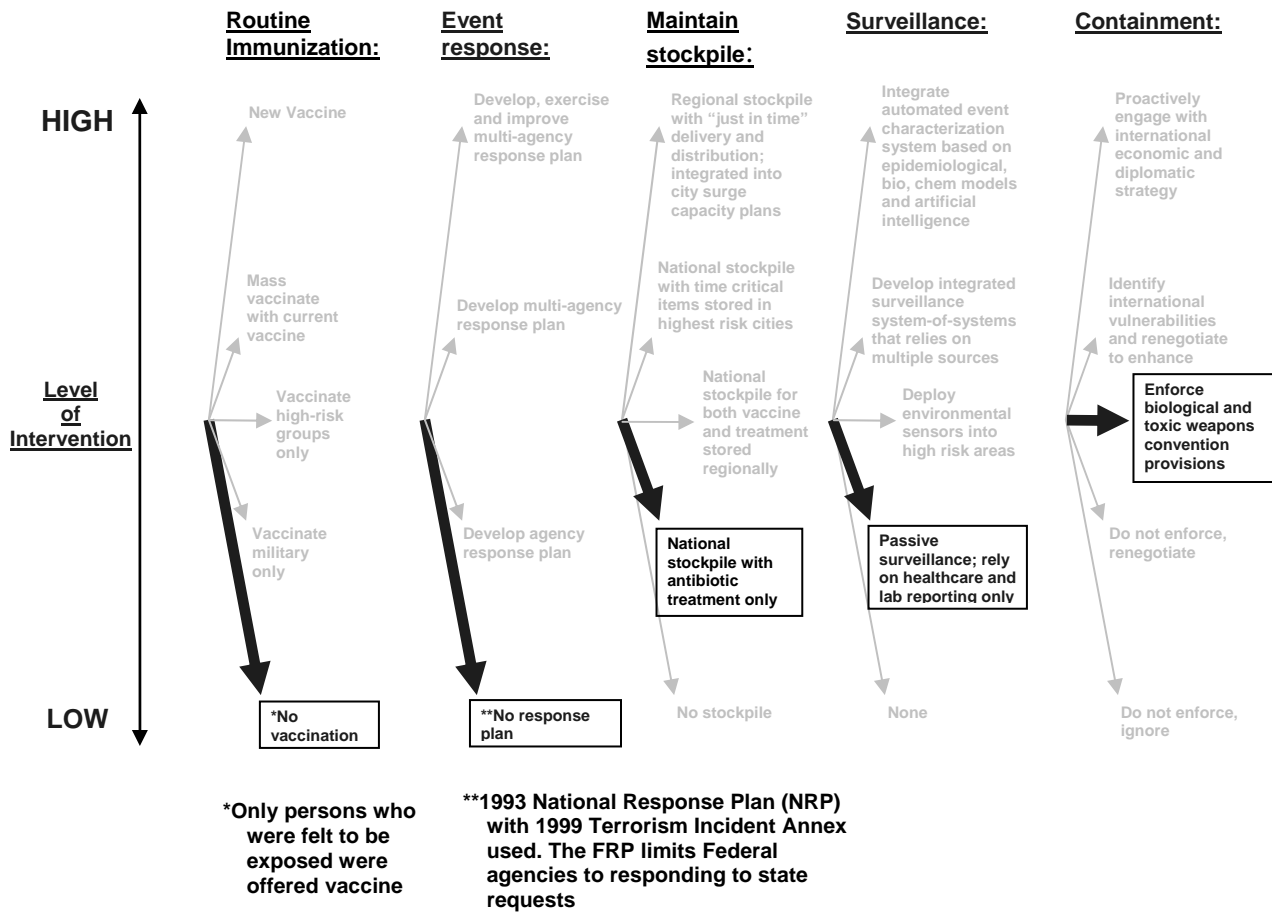 Routine
Immunization:
Event
response:
Maintain
stockpile:
Surveillance:
Containment:
HIGH
New Vaccine
Develop, exercise
and improve
multi-agency
response plan
Regional stockpile
with “just in time”
delivery and
distribution;
integrated into
city surge
capacity plans
Integrate
automated event
characterization
system based on
epidemiological,
bio, chem models
and artificial
intelligence
Proactively
engage with
international
economic and
diplomatic
strategy
Mass
vaccinate
with current
vaccine
Develop multi-agency
response plan
National stockpile
with time critical
items stored in
highest risk cities
Develop integrated
surveillance
system-of-systems
that relies on
multiple sources
Identify
international
vulnerabilities
and renegotiate
to enhance
Level
of
Intervention
Vaccinate
high-risk
groups
only
National
stockpile for
both vaccine
and treatment
stored
regionally
Deploy
environmental
sensors into
high risk areas
Enforce
biological and
toxic weapons
convention
provisions
Vaccinate
military
only
Develop agency
response plan
National
stockpile with
antibiotic
treatment only
Passive
surveillance; rely
on healthcare and
lab reporting only
Do not enforce,
renegotiate
LOW
*No
vaccination
**No response
plan
No stockpile
None
Do not enforce,
ignore
*Only persons who
were felt to be
exposed were
offered vaccine
**1993 National Response Plan (NRP)
with 1999 Terrorism Incident Annex
used. The FRP limits Federal
agencies to responding to state
requests